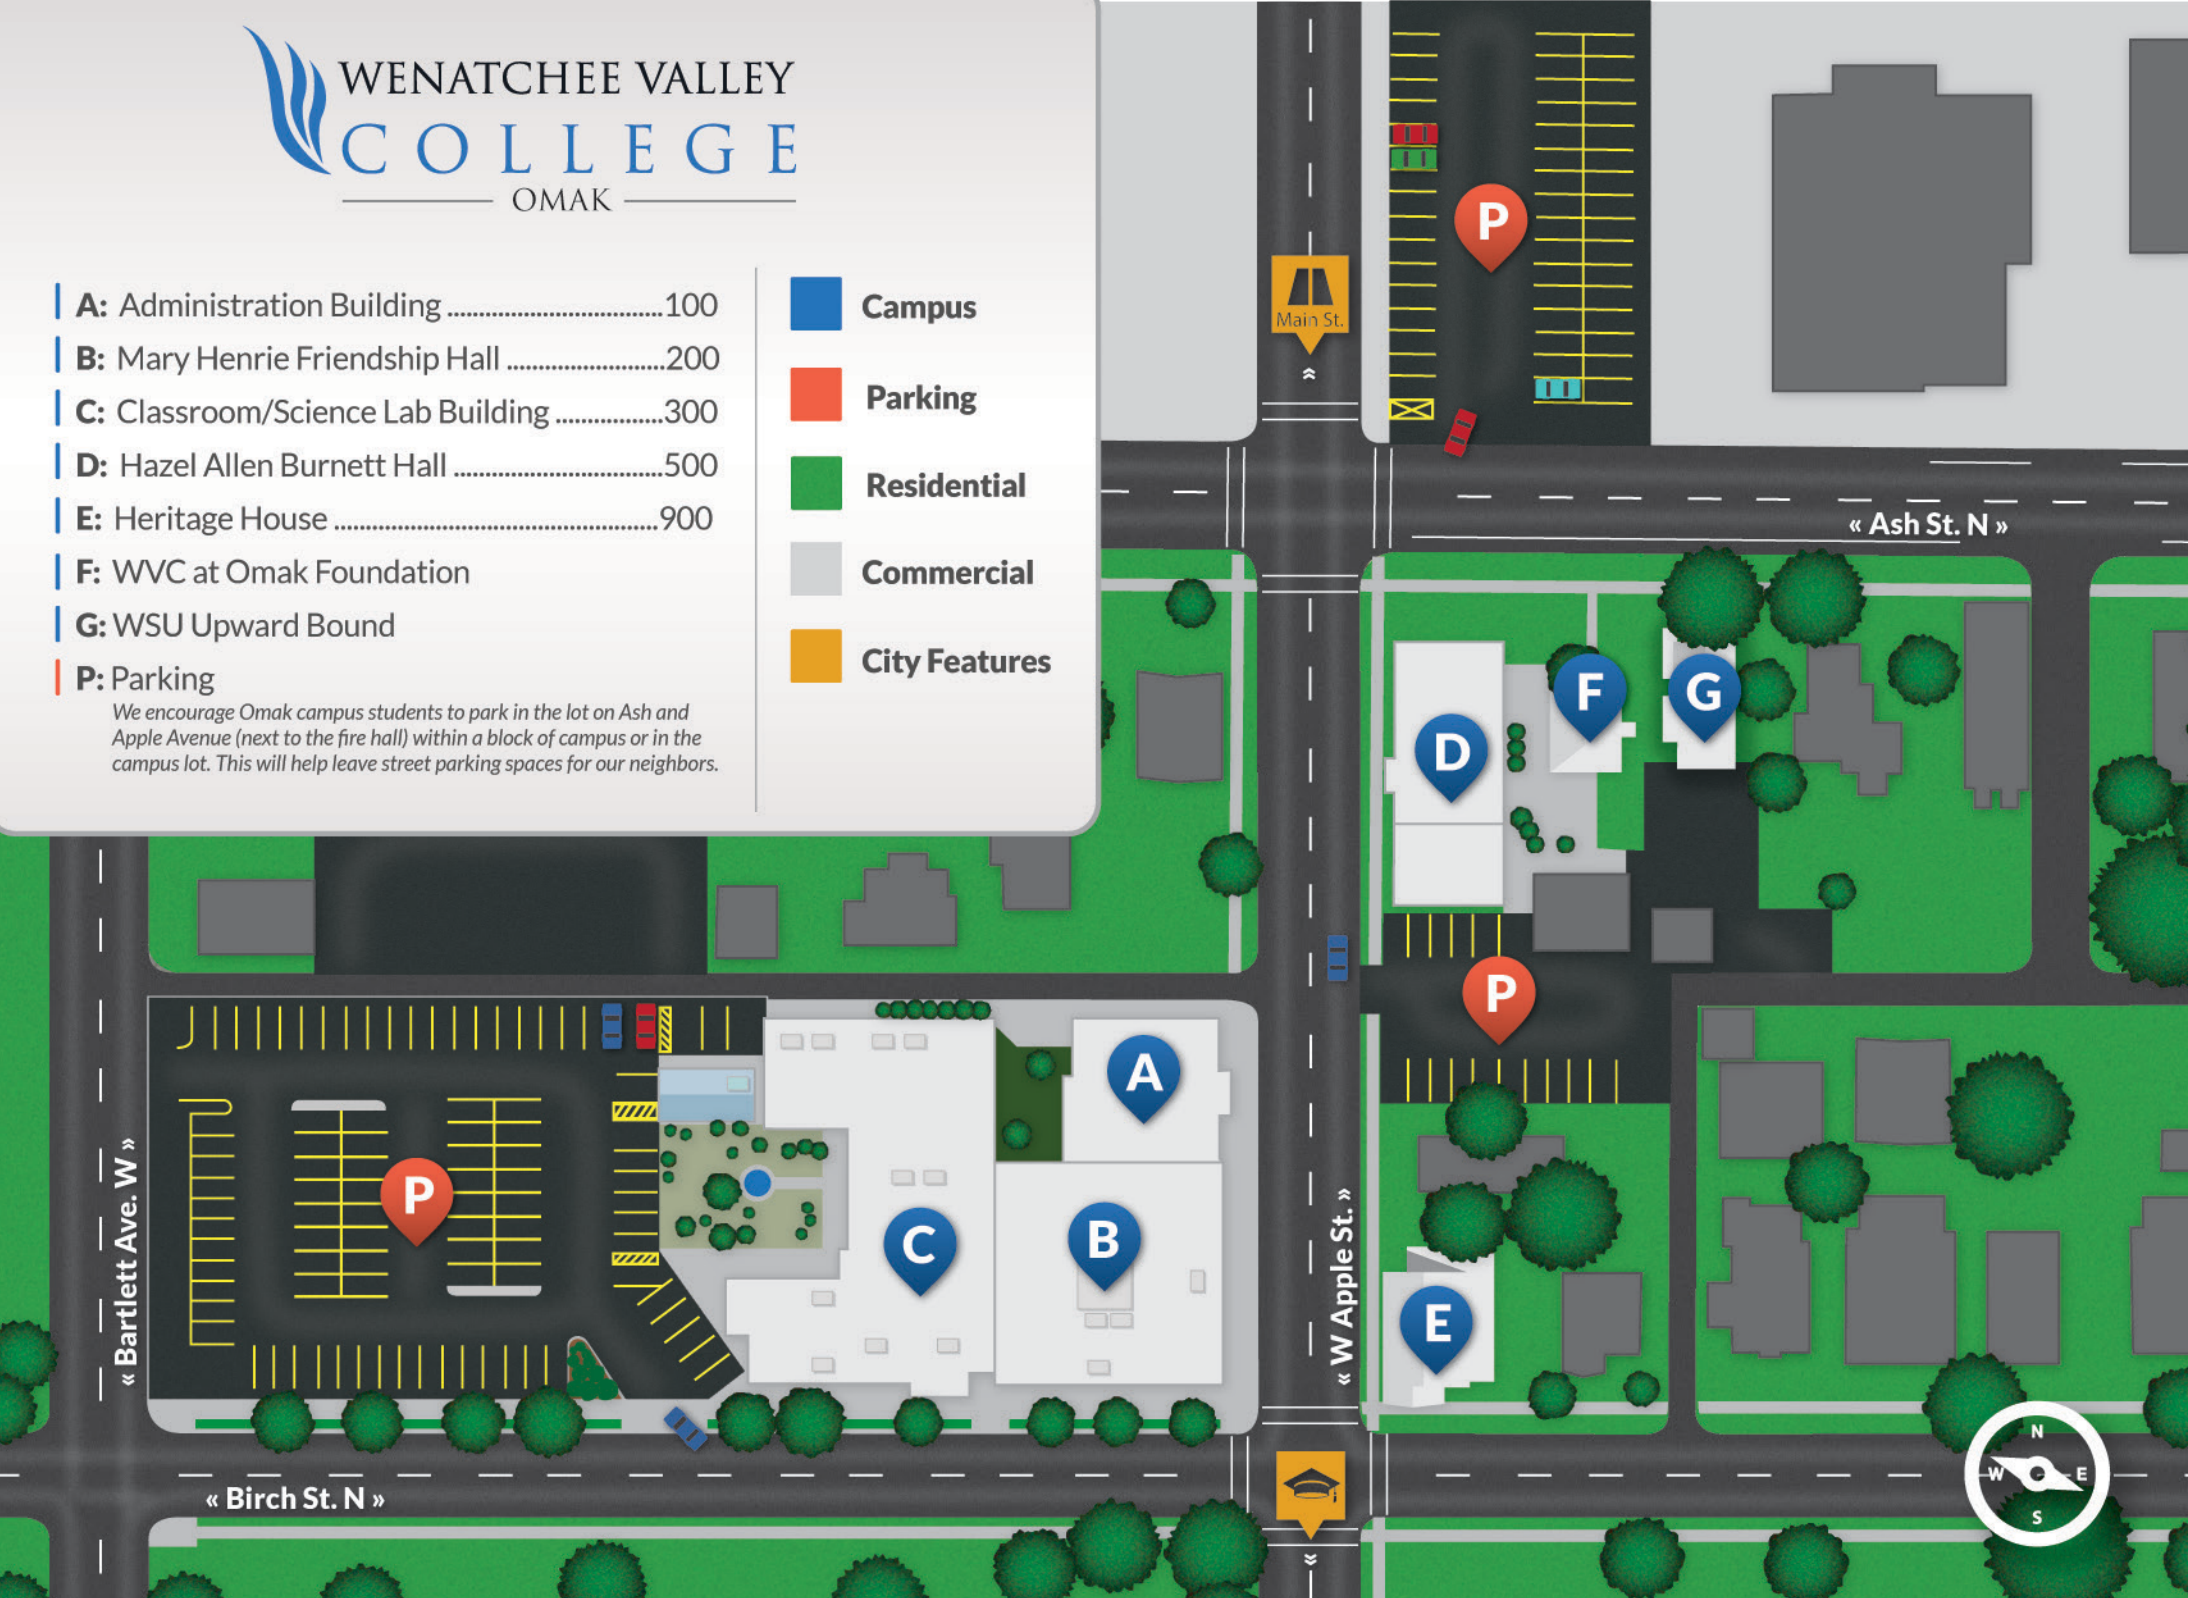 WENATCHEE VALLEY
COLLEGE
OMAK
A: Administration Building ..................................100
B: Mary Henrie Friendship Hall .........................200
C: Classroom/Science Lab Building .................300
D: Hazel Allen Burnett Hall .................................500
E: Heritage House ...................................................900
F: WVC at Omak Foundation
G: WSU Upward Bound
P: Parking
We encourage Omak campus students to park in the lot on Ash and
Apple Avenue (next to the fire hall) within a block of campus or in the
campus lot. This will help leave street parking spaces for our neighbors.
Campus
Parking
Residential
Commercial
City Features
P
Main St.
« Ash St. N »
F
G
D
P
A
« Bartlett Ave. W »
P
C
B
« W Apple St. »
E
« Birch St. N »
N
W
E
S